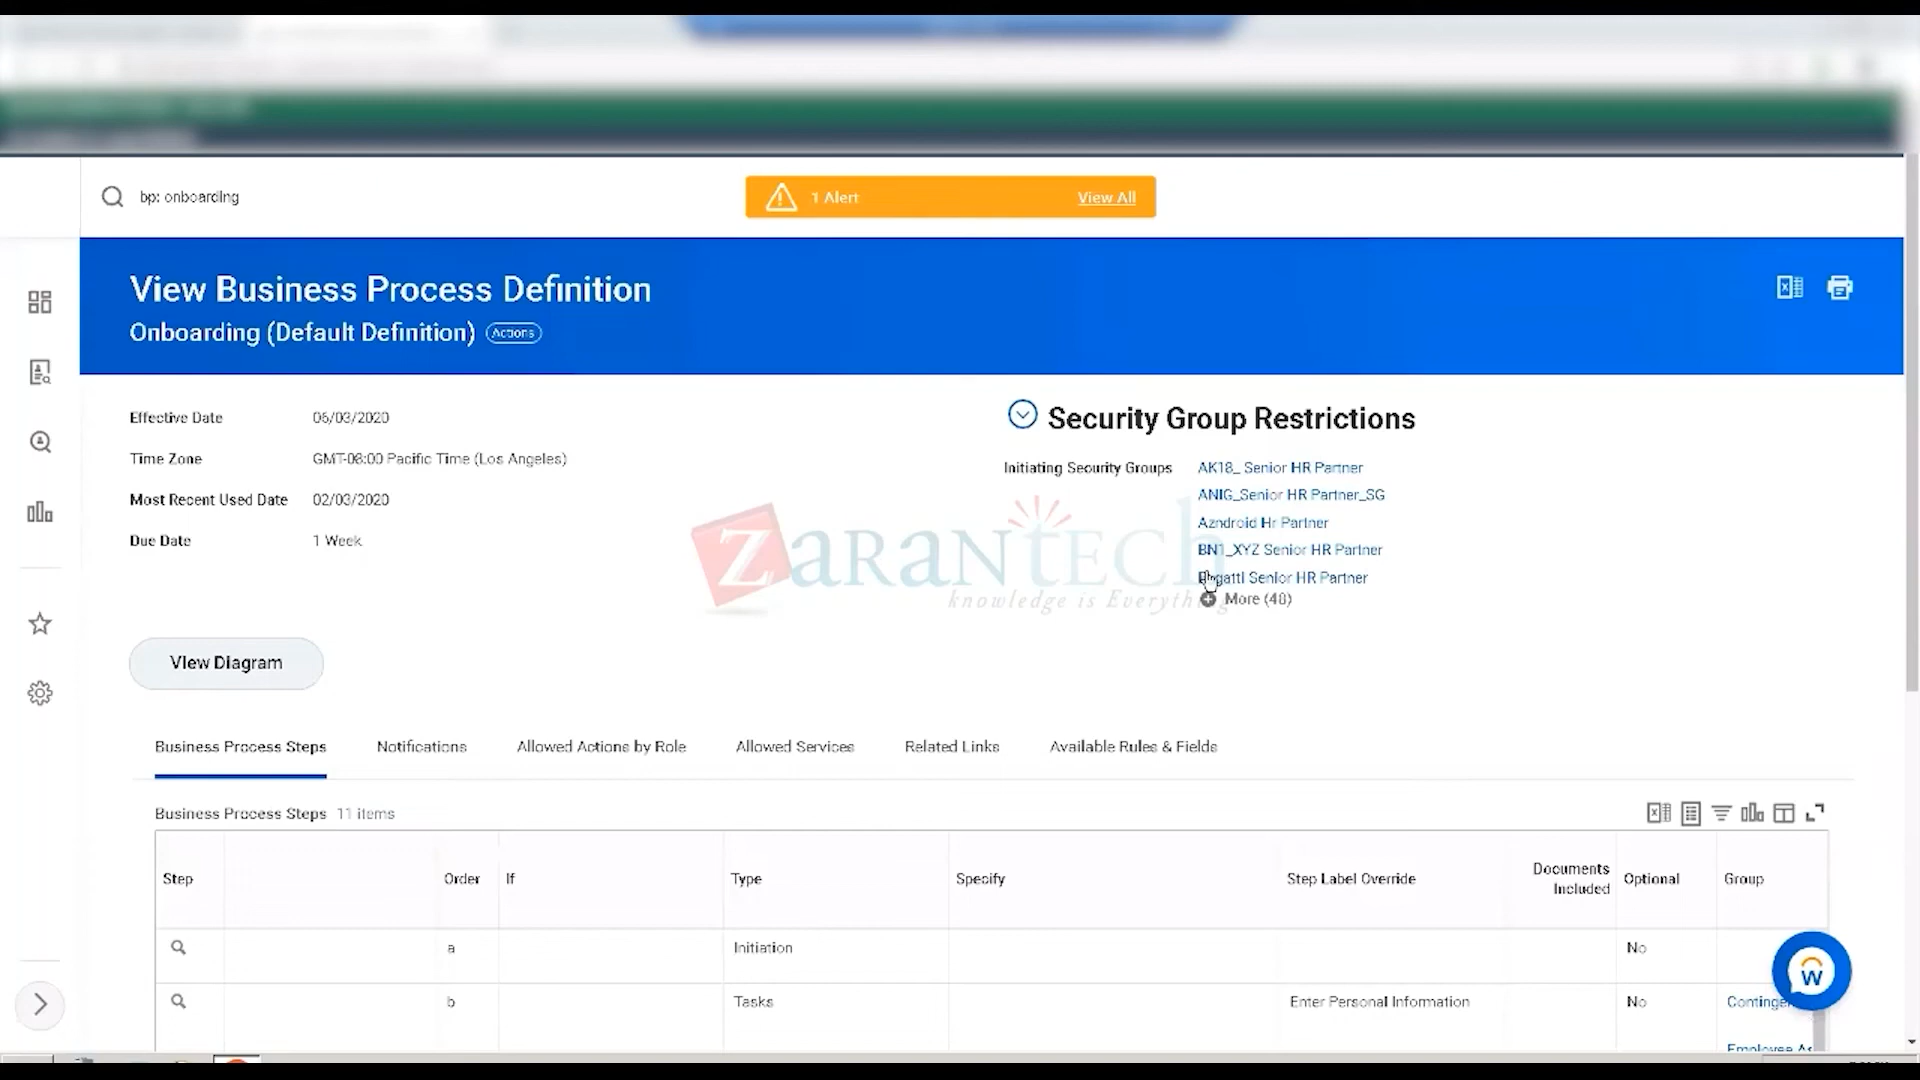 bp: onboarding
1 Alert
View All
View Business Process Definition
Onboarding (Default Definition) Actions
Effective Date 06/03/2020
Time Zone GMT-08:00 Pacific Time (Los Angeles)
Most Recent Used Date 02/03/2020
Due Date 1 Week
Security Group Restrictions
Initiating Security Groups AK18_ Senior HR Partner
ANIG_Senior HR Partner_SG
Azndroid Hr Partner
BN1_XYZ Senior HR Partner
Senior HR Partner
More (48)
ZaranTech
knowledge is Everything
View Diagram
Business Process Steps Notifications Allowed Actions by Role Allowed Services Related Links Available Rules & Fields
Business Process Steps 11 items
Step Order If Type Specify Step Label Override Documents Included Optional Group
a Initiation No
b Tasks Enter Personal Information No